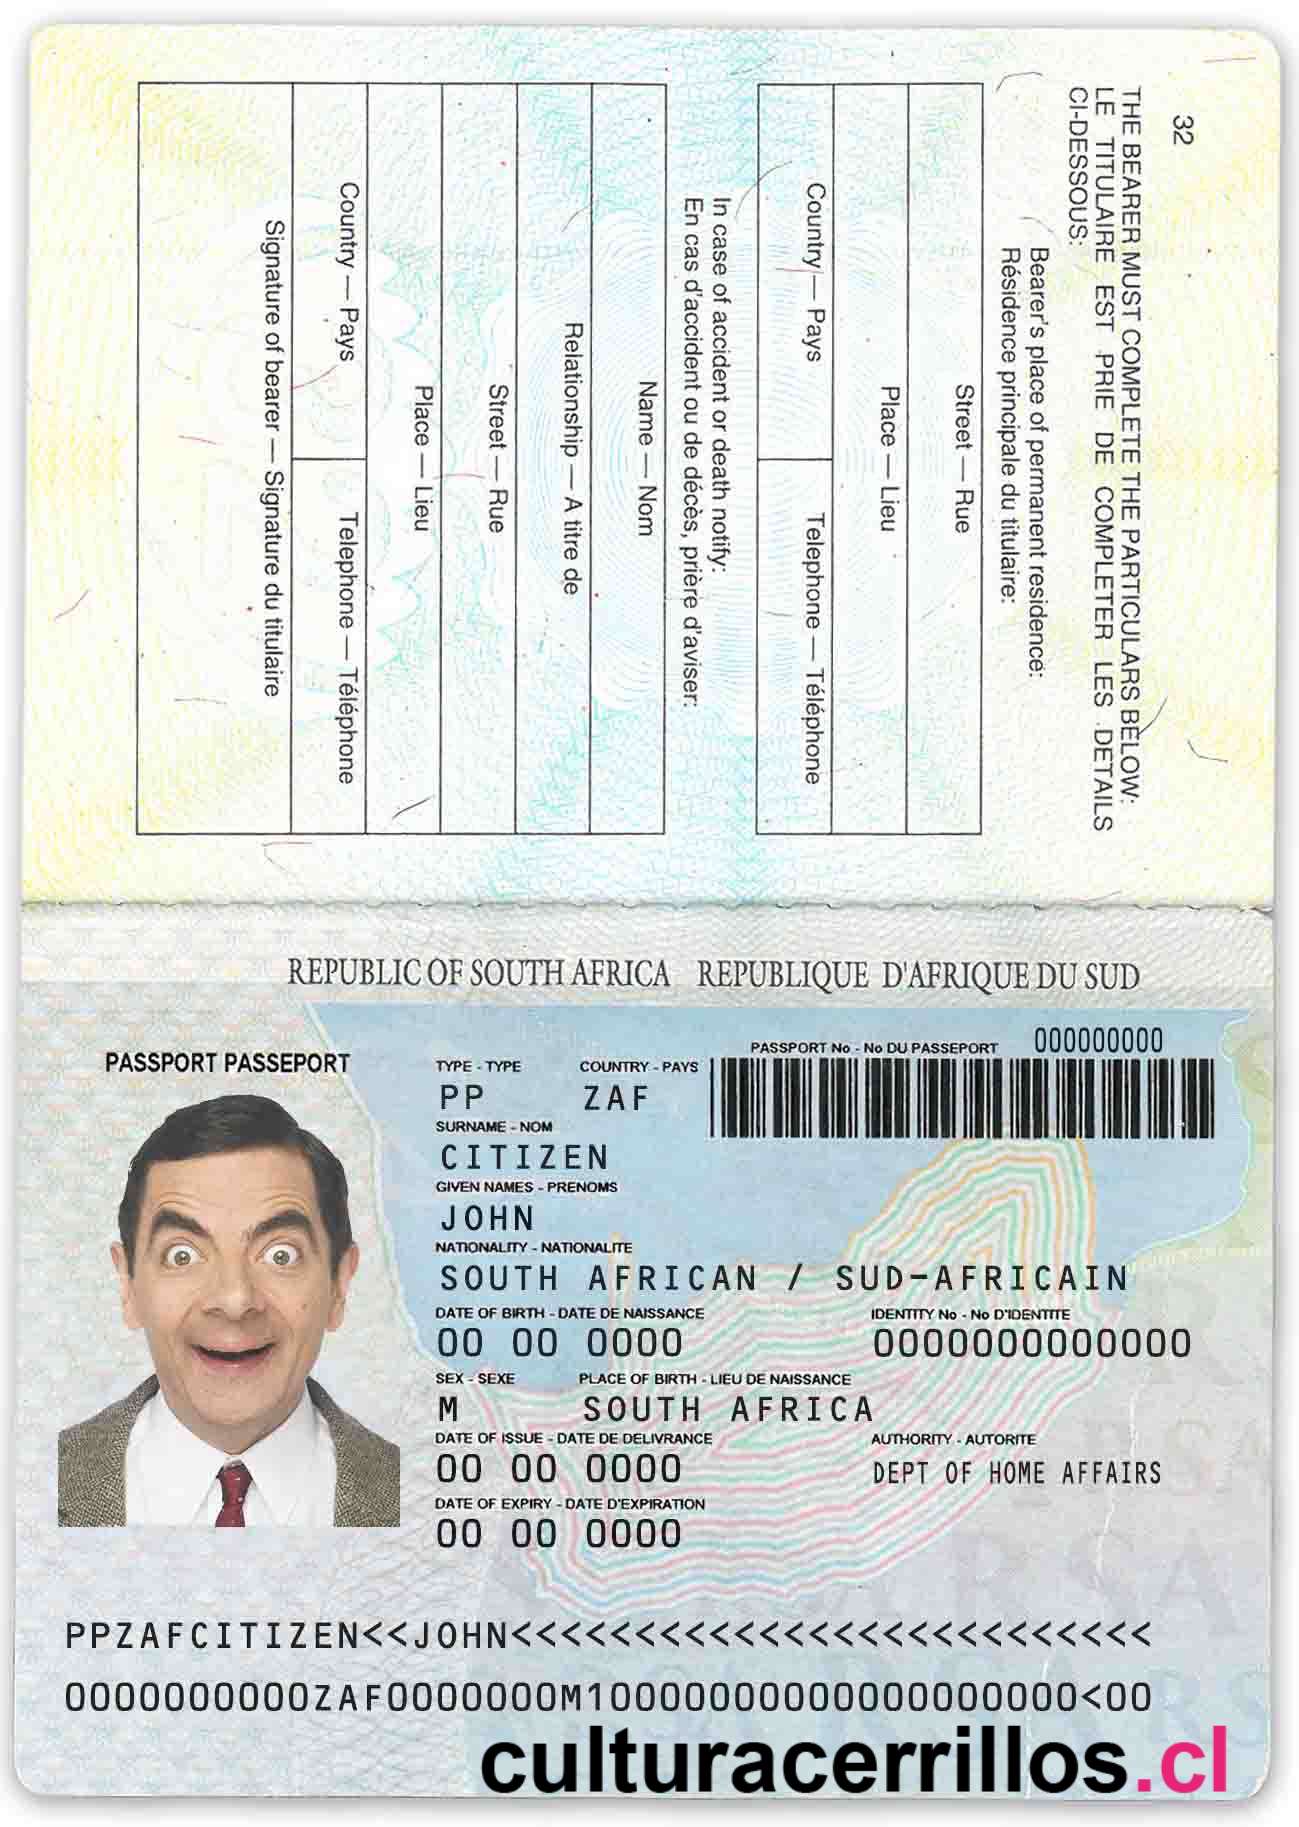 32
THE BEARER MUST COMPLETE THE PARTICULARS BELOW:
LE TITULAIRE EST PRIE DE COMPLETER LES DETAILS
CI-DESSOUS:
Bearer's place of permanent residence:
Résidence principale du titulaire:
Street — Rue
Place — Lieu
Country — Pays Telephone — Téléphone
In case of accident or death notify:
En cas d'accident ou de décès, prière d'aviser:
Name — Nom
Relationship — A titre de
Street — Rue
Place — Lieu
Country — Pays Telephone — Téléphone
Signature of bearer — Signature du titulaire
REPUBLIC OF SOUTH AFRICA REPUBLIQUE D'AFRIQUE DU SUD
PASSPORT PASSEPORT
PASSPORT No - No DU PASSEPORT 000000000
TYPE - TYPE COUNTRY - PAYS
PP ZAF
SURNAME - NOM
CITIZEN
GIVEN NAMES - PRENOMS
JOHN
NATIONALITY - NATIONALITE
SOUTH AFRICAN / SUD-AFRICAIN
DATE OF BIRTH - DATE DE NAISSANCE IDENTITY No - No D'IDENTITE
00 00 0000 0000000000000
SEX - SEXE PLACE OF BIRTH - LIEU DE NAISSANCE
M SOUTH AFRICA
DATE OF ISSUE - DATE DE DELIVRANCE AUTHORITY - AUTORITE
00 00 0000 DEPT OF HOME AFFAIRS
DATE OF EXPIRY - DATE D'EXPIRATION
00 00 0000
PPZAFCITIZEN<<JOHN<<<<<<<<<<<<<<<<<<<<<<<<<<
0000000000ZAF0000000M10000000000000000000<00
culturacerrillos.cl